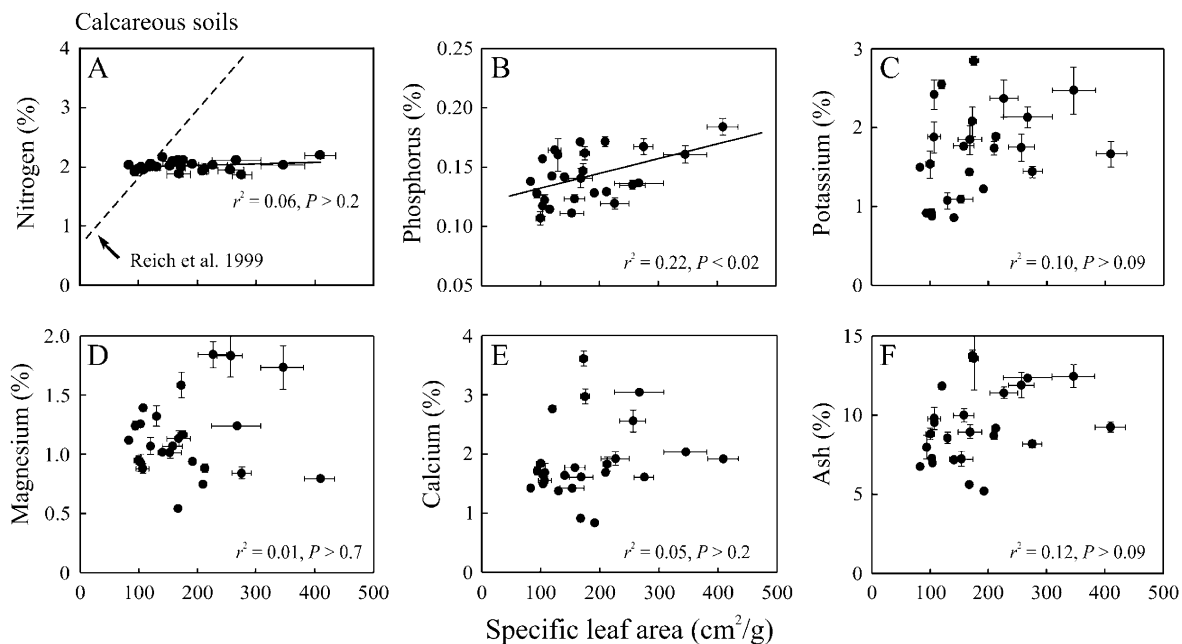 Calcareous soils
A
Nitrogen (%)
4
3
2
1
0
r² = 0.06, P > 0.2
Reich et al. 1999
B
Phosphorus (%)
0.25
0.20
0.15
0.10
0.05
r² = 0.22, P < 0.02
C
Potassium (%)
3
2
1
0
r² = 0.10, P > 0.09
D
Magnesium (%)
2.0
1.5
1.0
0.5
0.0
r² = 0.01, P > 0.7
0 100 200 300 400 500
E
Calcium (%)
4
3
2
1
0
r² = 0.05, P > 0.2
0 100 200 300 400 500
F
Ash (%)
15
10
5
0
r² = 0.12, P > 0.09
0 100 200 300 400 500
Specific leaf area (cm²/g)